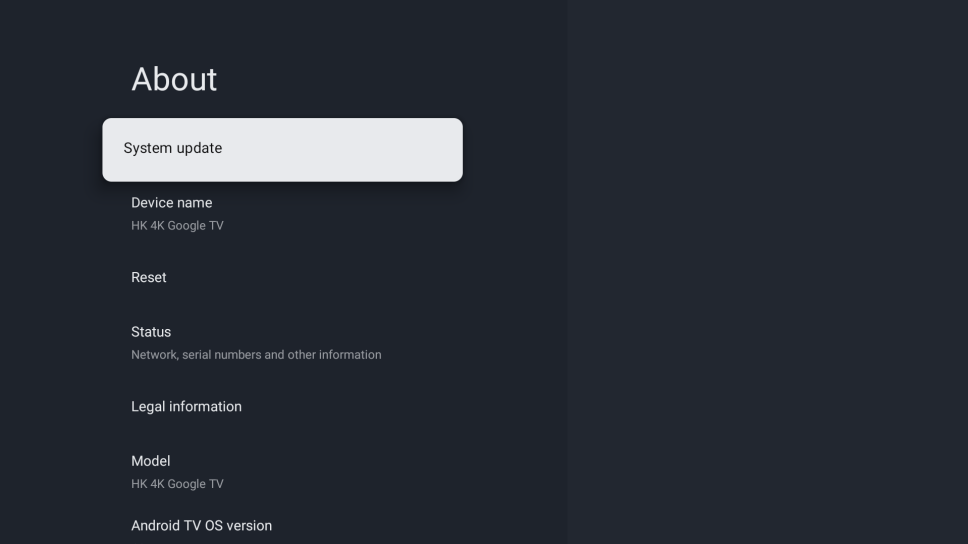 About
System update
Device name
HK 4K Google TV
Reset
Status
Network, serial numbers and other information
Legal information
Model
HK 4K Google TV
Android TV OS version